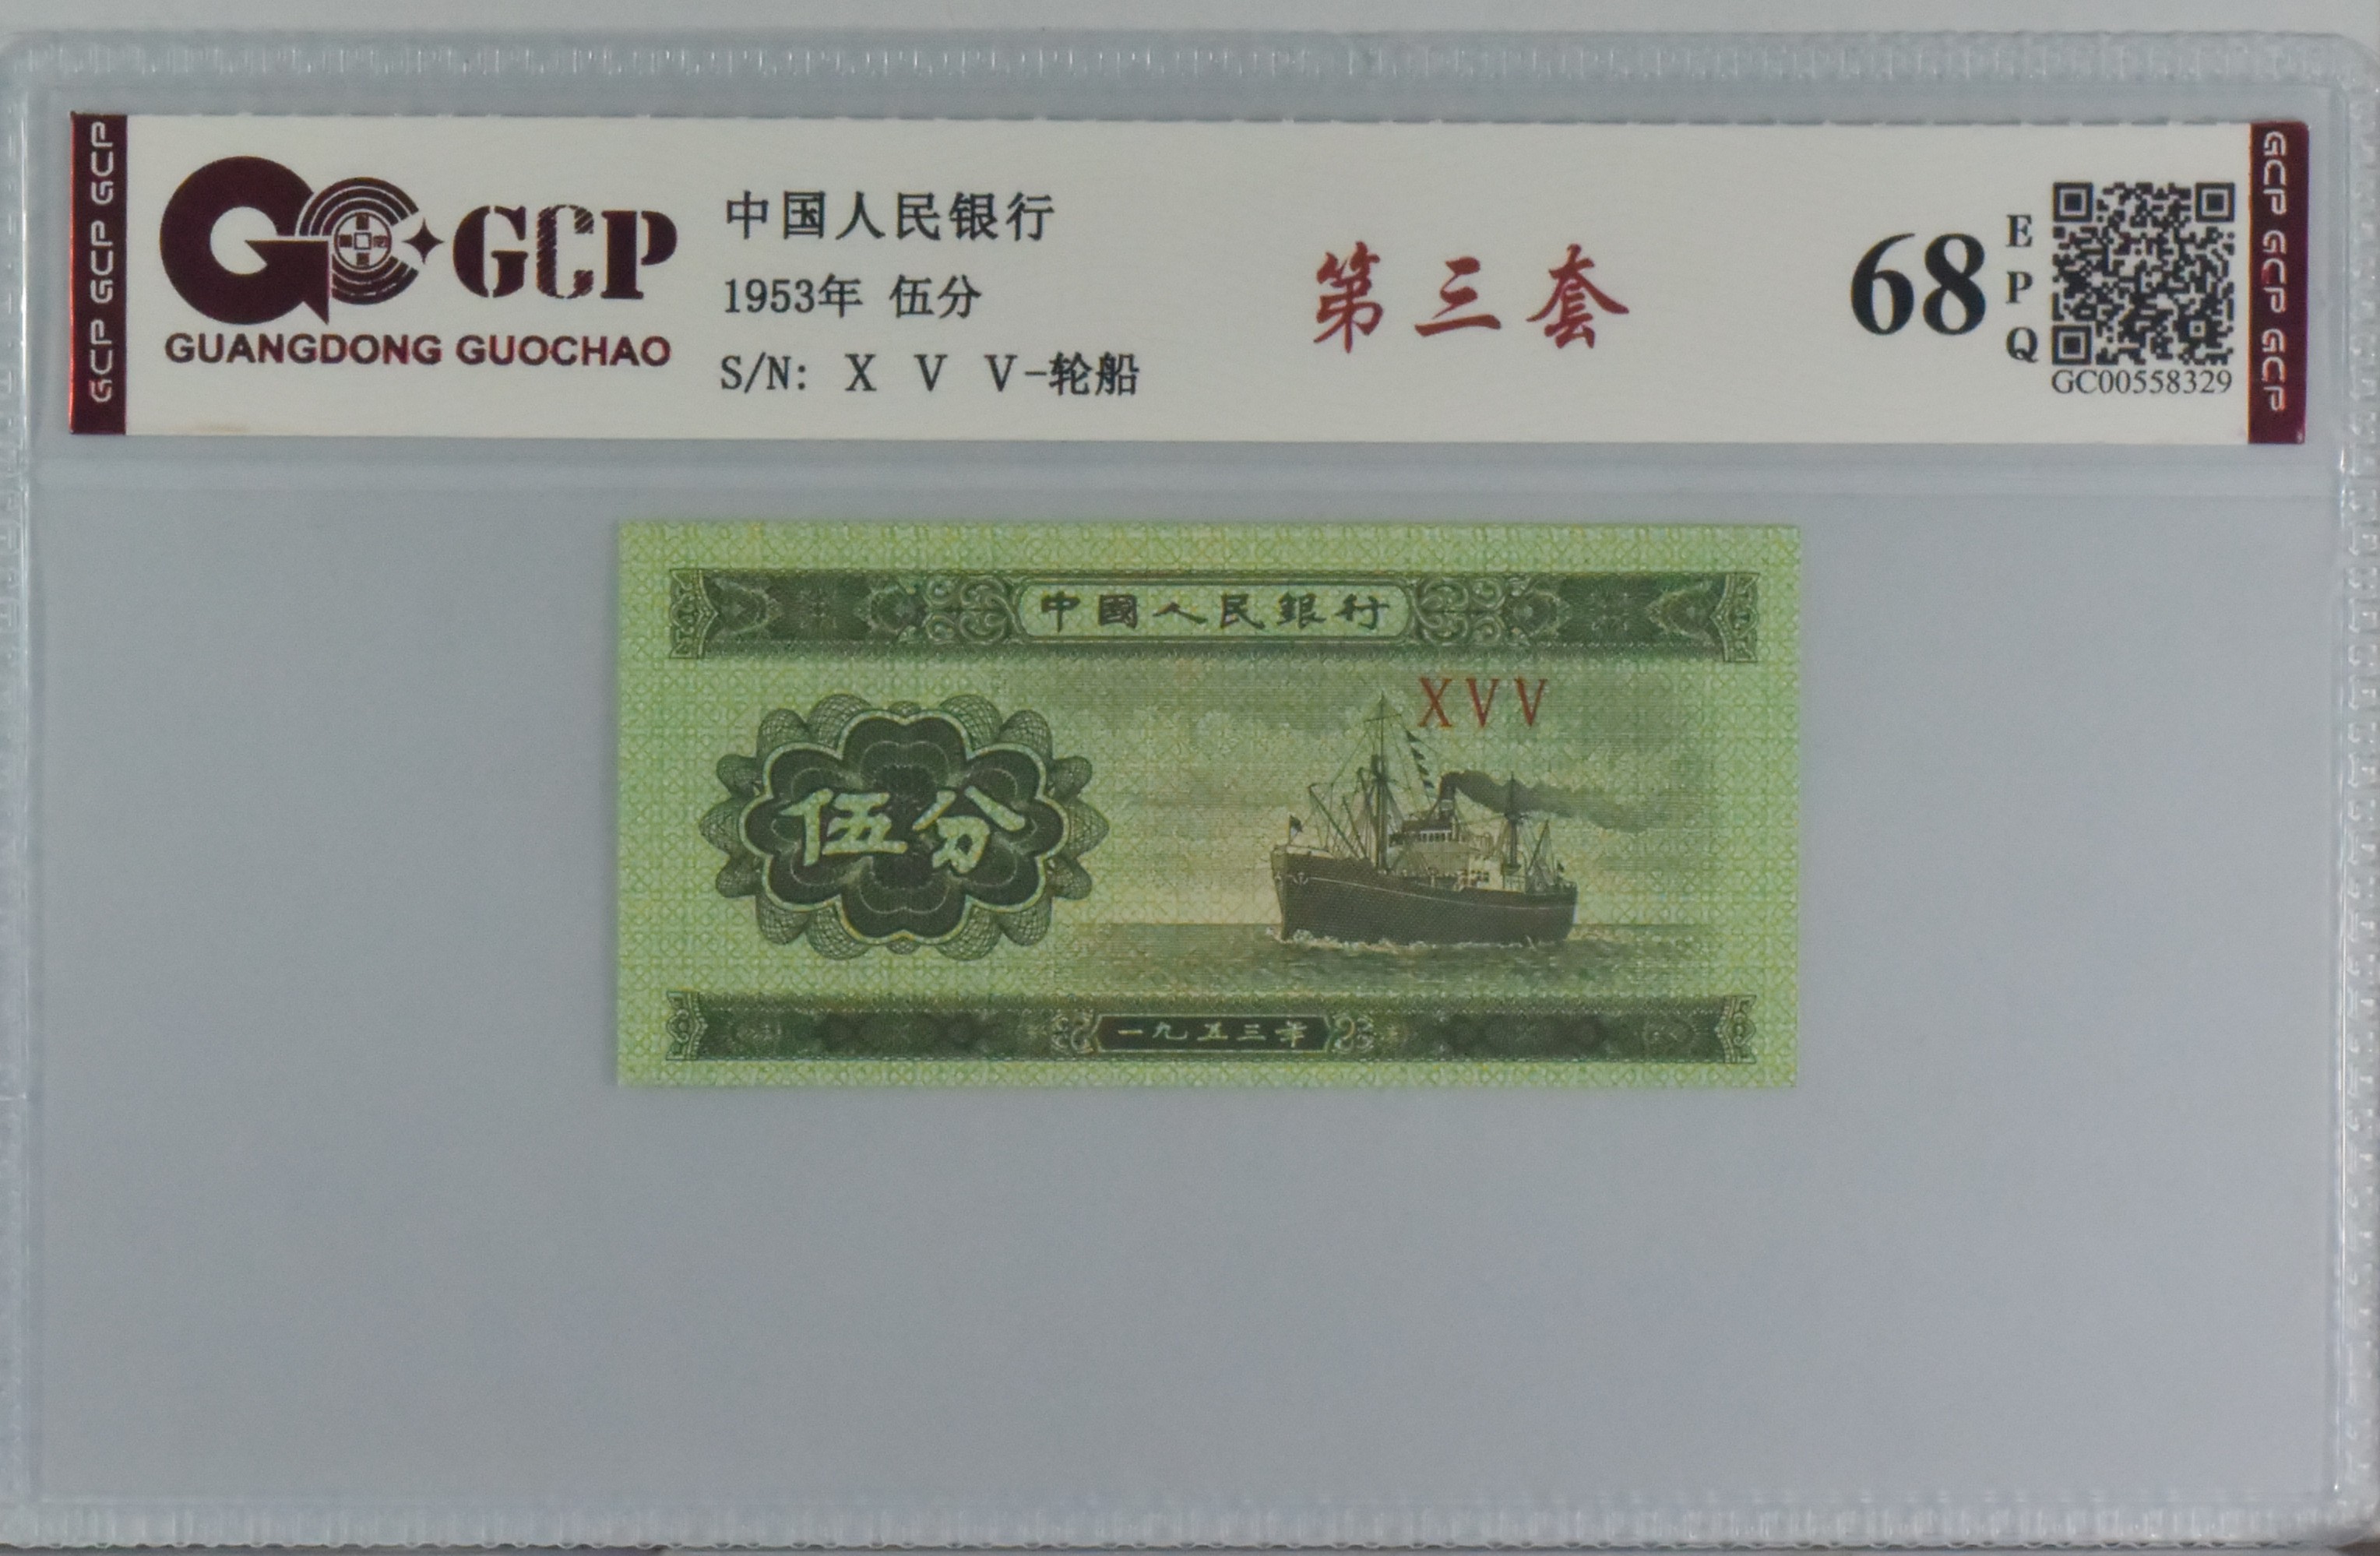 GCP GCP GCP
GCP
GUANGDONG GUOCHAO
中国人民银行
1953年 伍分
S/N: X V V-轮船
第三套
68
EPQ
GC00558329
GCP GCP GCP
中國人民銀行
XVV
伍分
一九五三年